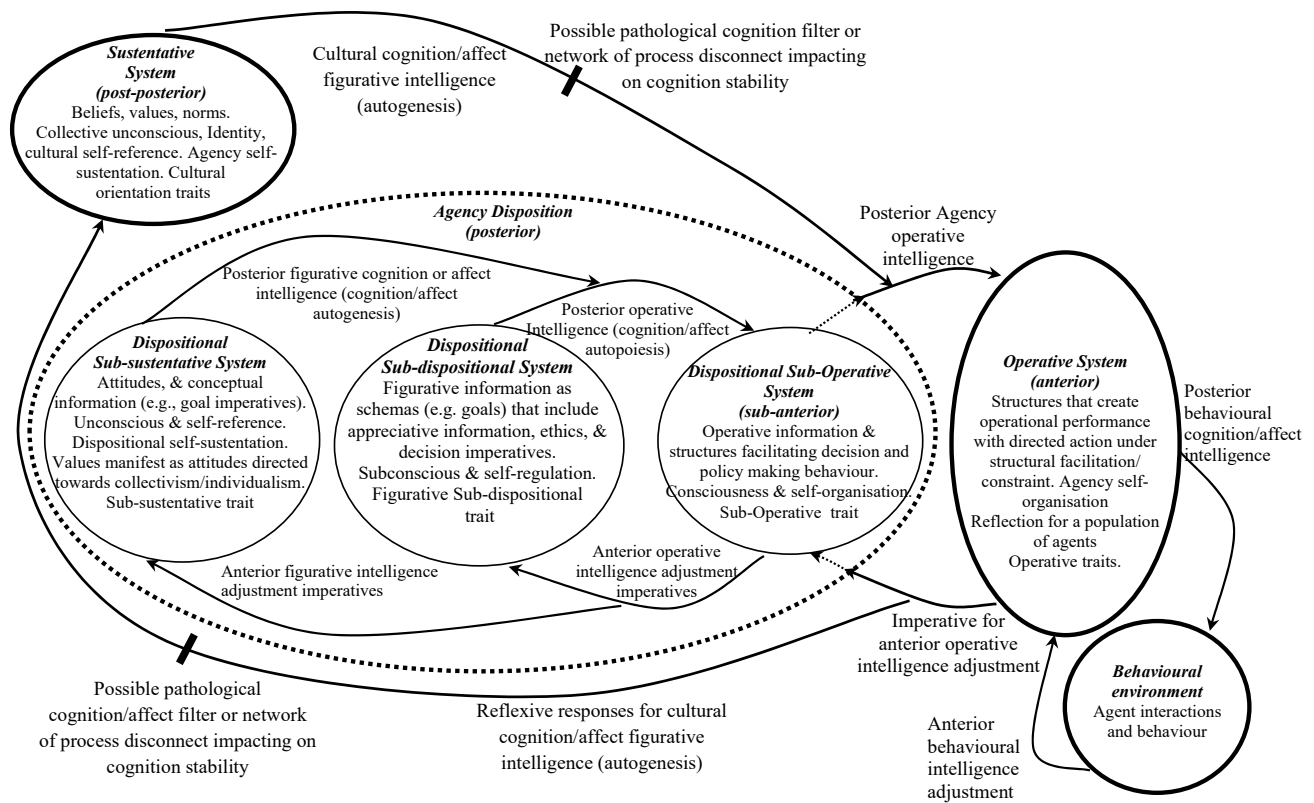 Sustentative
System
(post-posterior)
Beliefs, values, norms.
Collective unconscious, Identity,
cultural self-reference. Agency self-
sustentation. Cultural
orientation traits
Cultural cognition/affect
figurative intelligence
(autogenesis)
Possible pathological cognition filter or
network of process disconnect impacting
on cognition stability
Agency Disposition
(posterior)
Posterior Agency
operative
intelligence
Posterior figurative cognition or affect
intelligence (cognition/affect
autogenesis)
Posterior operative
Intelligence (cognition/affect
autopoiesis)
Dispositional
Sub-sustentative System
Attitudes, & conceptual
information (e.g., goal imperatives).
Unconscious & self-reference.
Dispositional self-sustentation.
Values manifest as attitudes directed
towards collectivism/individualism.
Sub-sustentative trait
Dispositional
Sub-dispositional System
Figurative information as
schemas (e.g. goals) that include
appreciative information, ethics, &
decision imperatives.
Subconscious & self-regulation.
Figurative Sub-dispositional
trait
Dispositional Sub-Operative
System
(sub-anterior)
Operative information &
structures facilitating decision and
policy making behaviour.
Consciousness & self-organisation.
Sub-Operative trait
Operative System
(anterior)
Structures that create
operational performance
with directed action under
structural facilitation/
constraint. Agency self-
organisation
Reflection for a population
of agents
Operative traits.
Posterior
behavioural
cognition/affect
intelligence
Anterior figurative intelligence
adjustment imperatives
Anterior operative
intelligence adjustment
imperatives
Imperative for
anterior operative
intelligence adjustment
Behavioural
environment
Agent interactions
and behaviour
Possible pathological
cognition/affect filter or network
of process disconnect impacting on
cognition stability
Reflexive responses for cultural
cognition/affect figurative
intelligence (autogenesis)
Anterior
behavioural
intelligence
adjustment